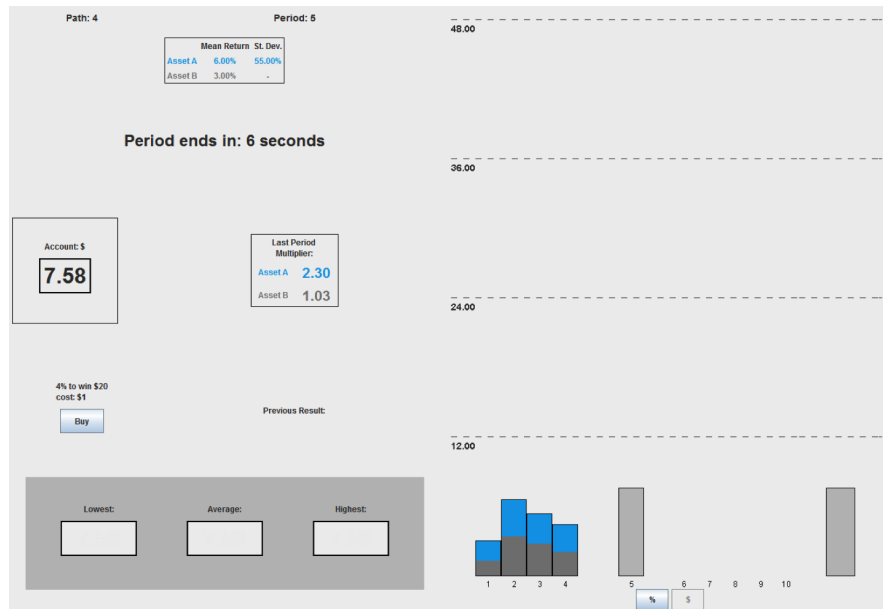 Path: 4
Period: 5
Mean Return St. Dev.
Asset A 6.00% 55.00%
Asset B 3.00% -
Period ends in: 6 seconds
Account: $
7.58
Last Period
Multiplier:
Asset A 2.30
Asset B 1.03
4% to win $20
cost: $1
Buy
Previous Result:
Lowest:
Average:
Highest:
48.00
36.00
24.00
12.00
1 2 3 4 5 6 7 8 9 10
% $